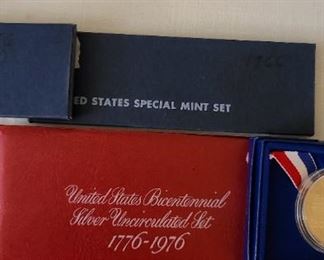 ED STATES SPECIAL MINT SET
United States Bicentennial
Silver Uncirculated Set
1776-1976